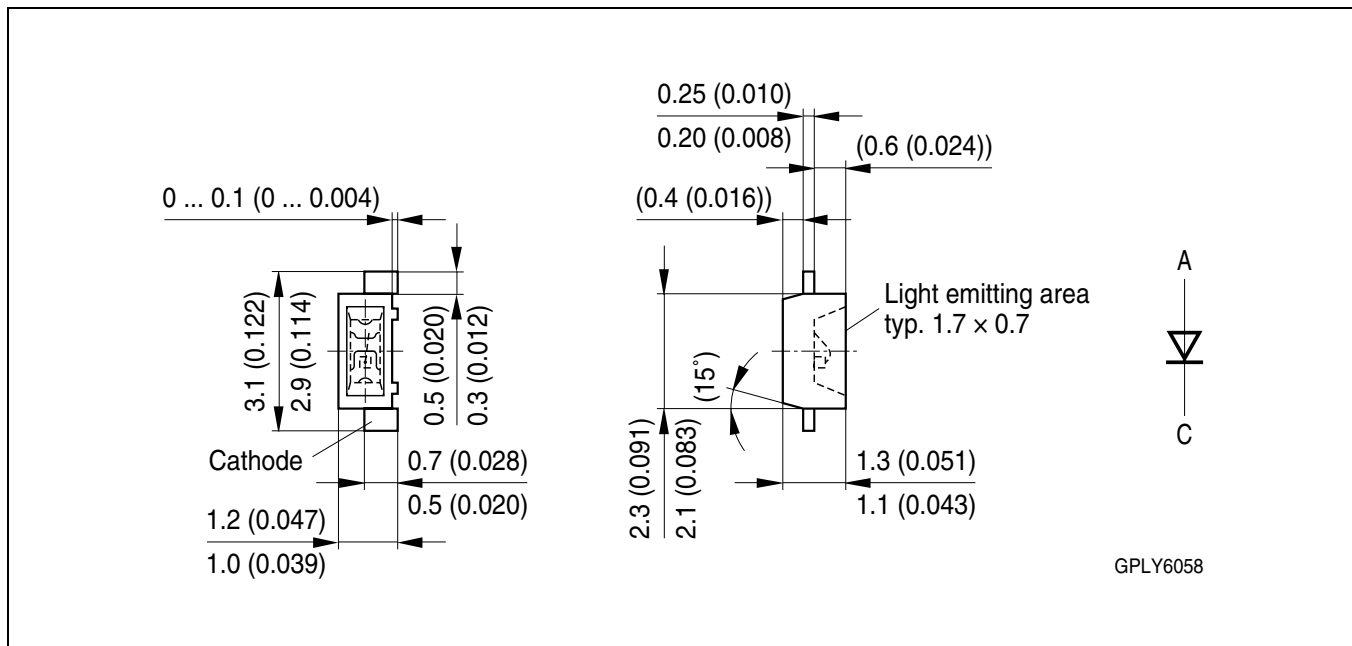 0.25 (0.010)
0.20 (0.008)
(0.6 (0.024))
0 ... 0.1 (0 ... 0.004)
(0.4 (0.016))
3.1 (0.122)
2.9 (0.114)
0.5 (0.020)
0.3 (0.012)
Cathode
0.7 (0.028)
0.5 (0.020)
1.2 (0.047)
1.0 (0.039)
Light emitting area
typ. 1.7 × 0.7
(15˚)
2.3 (0.091)
2.1 (0.083)
1.3 (0.051)
1.1 (0.043)
A
C
GPLY6058